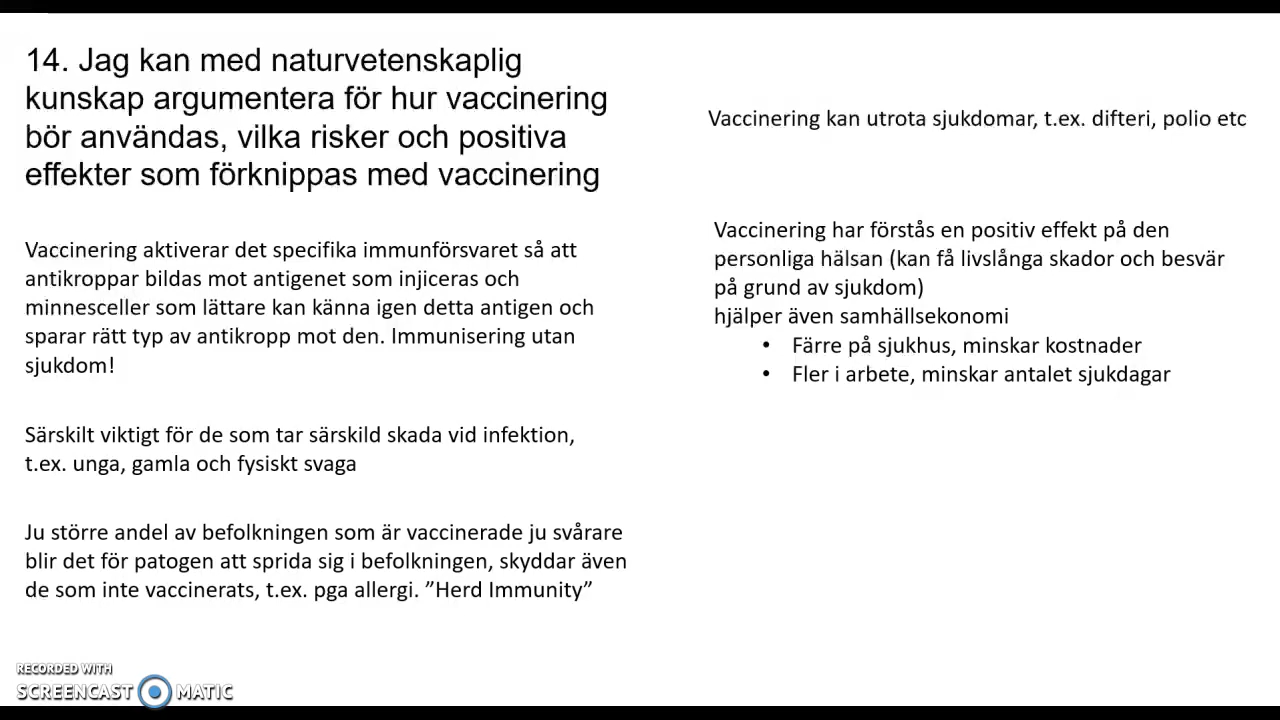 14. Jag kan med naturvetenskaplig
kunskap argumentera för hur vaccinering
bör användas, vilka risker och positiva
effekter som förknippas med vaccinering
Vaccinering aktiverar det specifika immunförsvaret så att
antikroppar bildas mot antigenet som injiceras och
minnesceller som lättare kan känna igen detta antigen och
sparar rätt typ av antikropp mot den. Immunisering utan
sjukdom!
Särskilt viktigt för de som tar särskild skada vid infektion,
t.ex. unga, gamla och fysiskt svaga
Ju större andel av befolkningen som är vaccinerade ju svårare
blir det för patogen att sprida sig i befolkningen, skyddar även
de som inte vaccinerats, t.ex. pga allergi. ”Herd Immunity”
Vaccinering kan utrota sjukdomar, t.ex. difteri, polio etc
Vaccinering har förstås en positiv effekt på den
personliga hälsan (kan få livslånga skador och besvär
på grund av sjukdom)
hjälper även samhällsekonomi
• Färre på sjukhus, minskar kostnader
• Fler i arbete, minskar antalet sjukdagar
RECORDED WITH
SCREENCAST MATIC